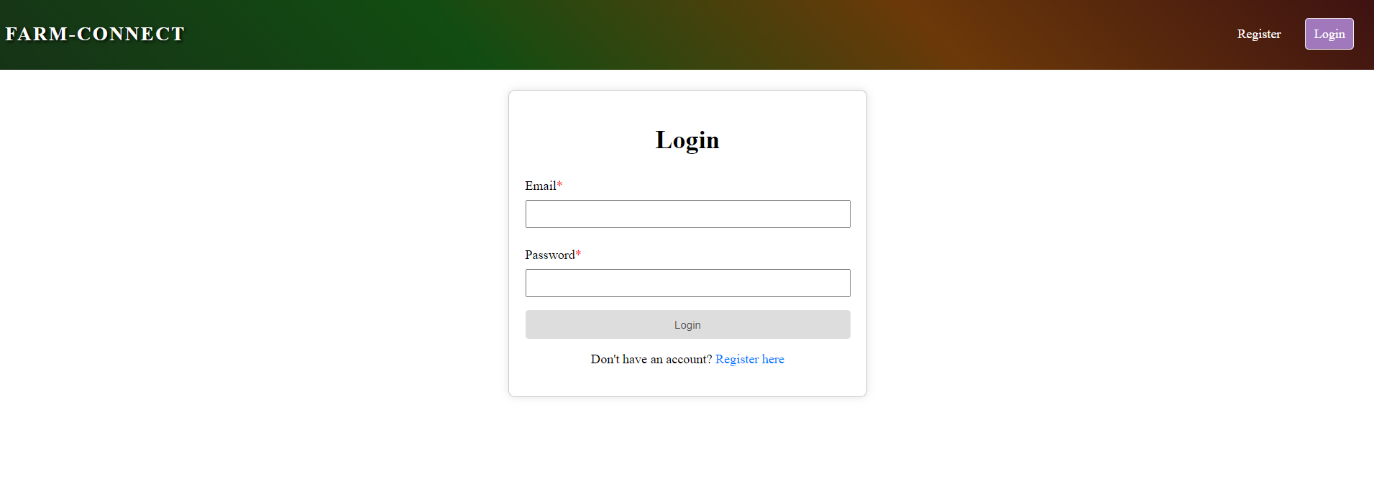 FARM-CONNECT
Register
Login
Login
Email*
Password*
Login
Don't have an account? Register here